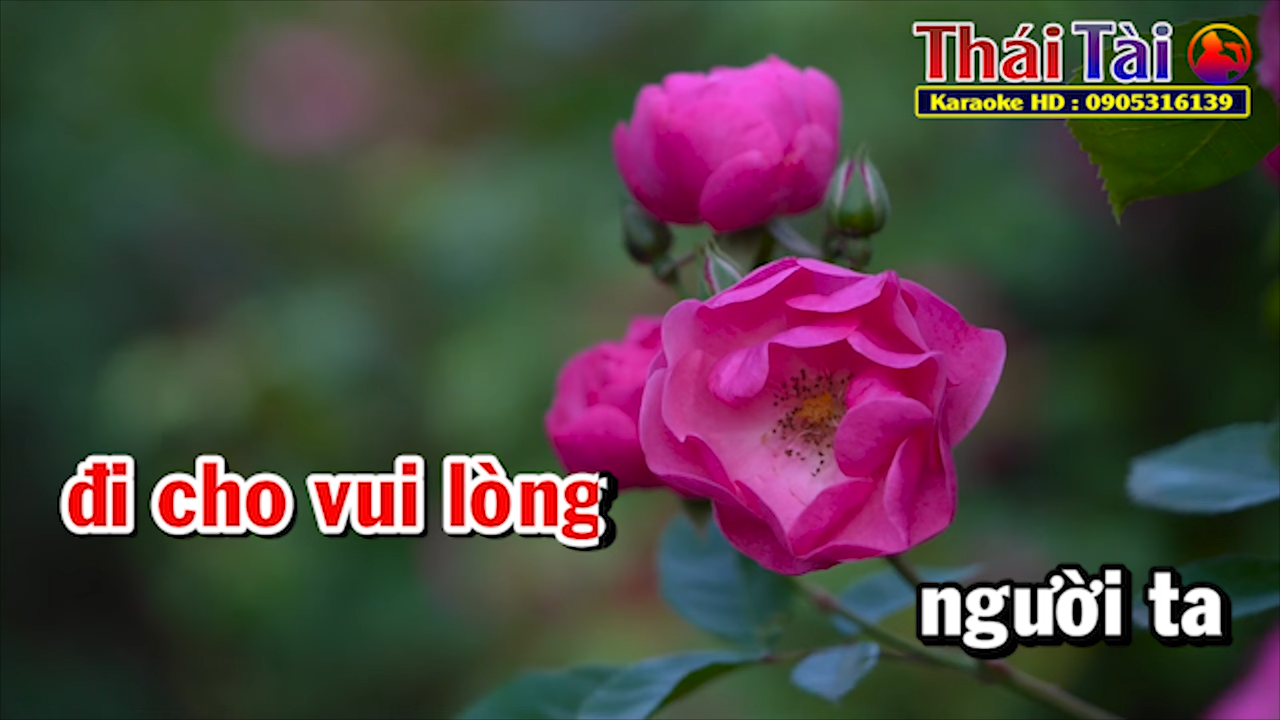 Thái Tài
Karaoke HD : 0905316139
đi cho vui lòng
người ta